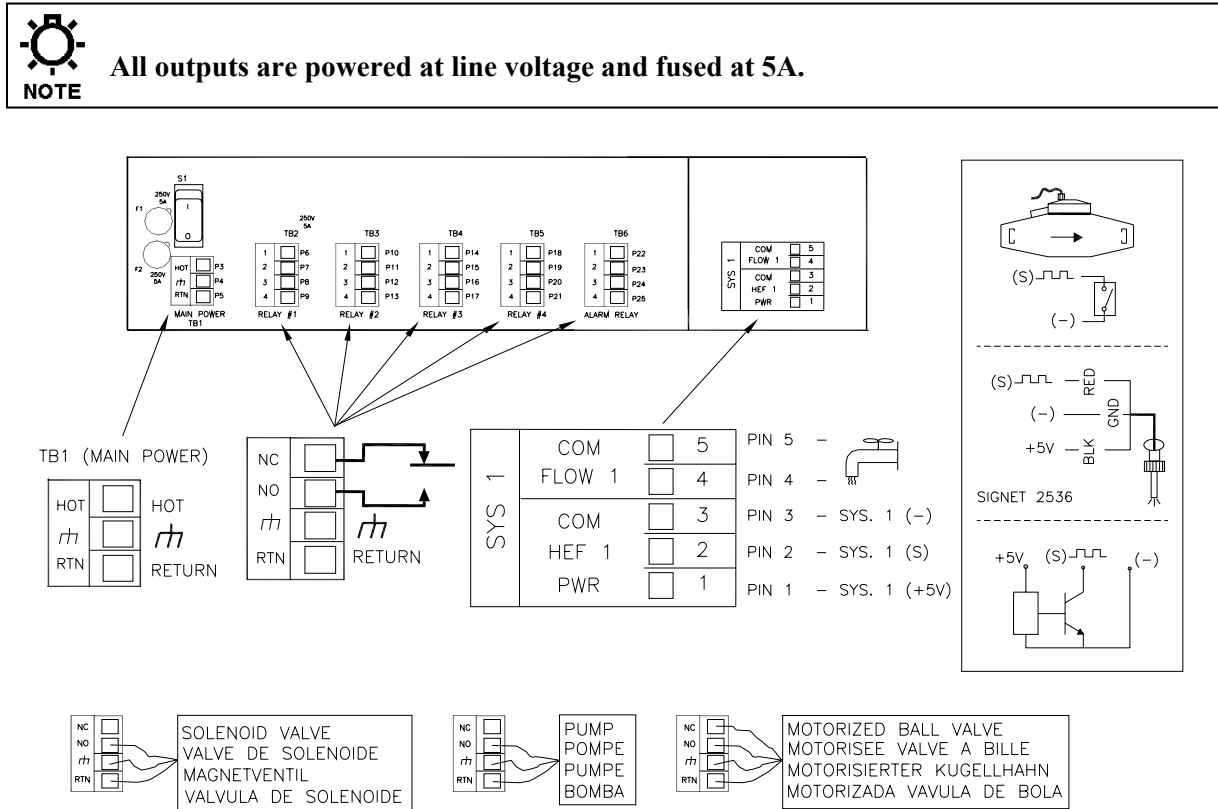 NOTE
All outputs are powered at line voltage and fused at 5A.
S1
250V
5A
F1
I
O
F2
250V
5A
HOT P3
P4
RTN P5
MAIN POWER
TB1
250V
5A
TB2
1 P6
2 P7
3 P8
4 P9
RELAY #1
TB3
1 P10
2 P11
3 P12
4 P13
RELAY #2
TB4
1 P14
2 P15
3 P16
4 P17
RELAY #3
TB5
1 P18
2 P19
3 P20
4 P21
RELAY #4
TB6
1 P22
2 P23
3 P24
4 P25
ALARM RELAY
SYS 1
COM 5
FLOW 1 4
COM 3
HEF 1 2
PWR 1
TB1 (MAIN POWER)
HOT HOT
RTN RETURN
NC
NO
RTN RETURN
SYS 1
COM 5
FLOW 1 4
COM 3
HEF 1 2
PWR 1
PIN 5 -
PIN 4 -
PIN 3 - SYS. 1 (-)
PIN 2 - SYS. 1 (S)
PIN 1 - SYS. 1 (+5V)
(S)
(-)
(S) RED
(-) GND
+5V BLK
SIGNET 2536
+5V (S) (-)
NC
NO
RTN
SOLENOID VALVE
VALVE DE SOLENOIDE
MAGNETVENTIL
VALVULA DE SOLENOIDE
NC
NO
RTN
PUMP
POMPE
PUMPE
BOMBA
NC
NO
RTN
MOTORIZED BALL VALVE
MOTORISEE VALVE A BILLE
MOTORISIERTER KUGELLHAHN
MOTORIZADA VAVULA DE BOLA